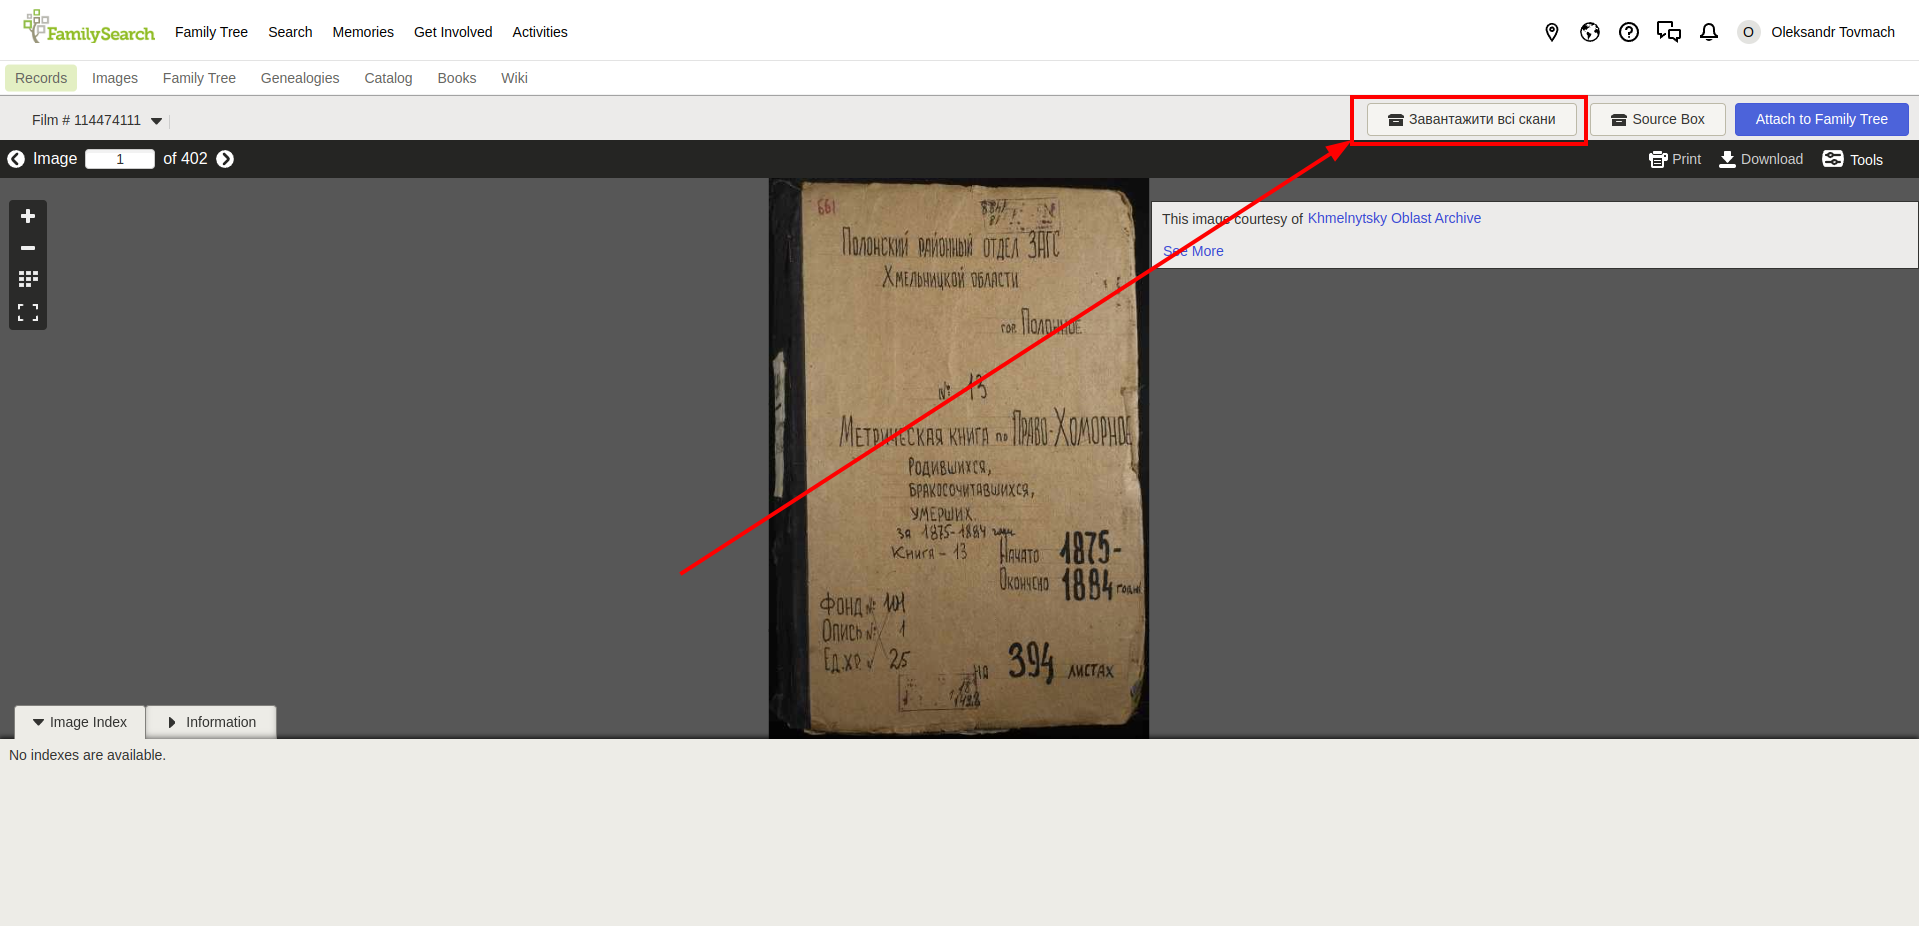 FamilySearch
Family Tree Search Memories Get Involved Activities
O Oleksandr Tovmach
Records Images Family Tree Genealogies Catalog Books Wiki
Film # 114474111
Завантажити всі скани
Source Box
Attach to Family Tree
Image 1 of 402
Print Download Tools
661
Полонский районный отдел ЗАГС
Хмельницкой области
гор. Полонное
№ 13
Метрическая книга по Право-Хоморное
Родившихся,
бракосочитавшихся,
умерших
за 1875-1884 годы
Книга - 13
Начато 1875-
Окончено 1884 годы
Фонд № 101
Опись № 1
Ед.хр. 25
на 394 листах
This image courtesy of Khmelnytsky Oblast Archive
See More
Image Index Information
No indexes are available.